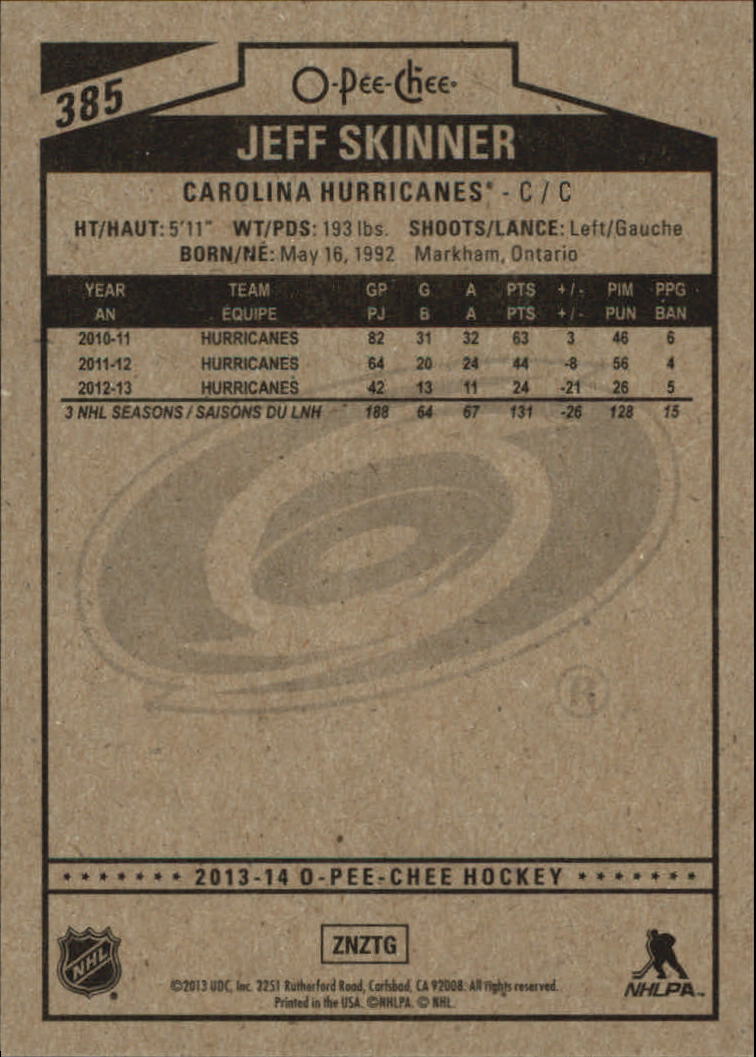 O-Pee-Chee
385
JEFF SKINNER
CAROLINA HURRICANES® - C / C
HT/HAUT: 5'11" WT/PDS: 193 lbs. SHOOTS/LANCE: Left/Gauche
BORN/NÉ: May 16, 1992 Markham, Ontario
YEAR TEAM GP G A PTS +/- PIM PPG
AN ÉQUIPE PJ B A PTS +/- PUN BAN
2010-11 HURRICANES 82 31 32 63 3 46 6
2011-12 HURRICANES 64 20 24 44 -8 56 4
2012-13 HURRICANES 42 13 11 24 -21 26 5
3 NHL SEASONS / SAISONS DU LNH 188 64 67 131 -26 128 15
®
2013-14 O-PEE-CHEE HOCKEY
ZNZTG
NHL
NHLPA™
©2013 UDC, Inc. 2251 Rutherford Road, Carlsbad, CA 92008. All rights reserved.
Printed in the USA. ©NHLPA. © NHL.